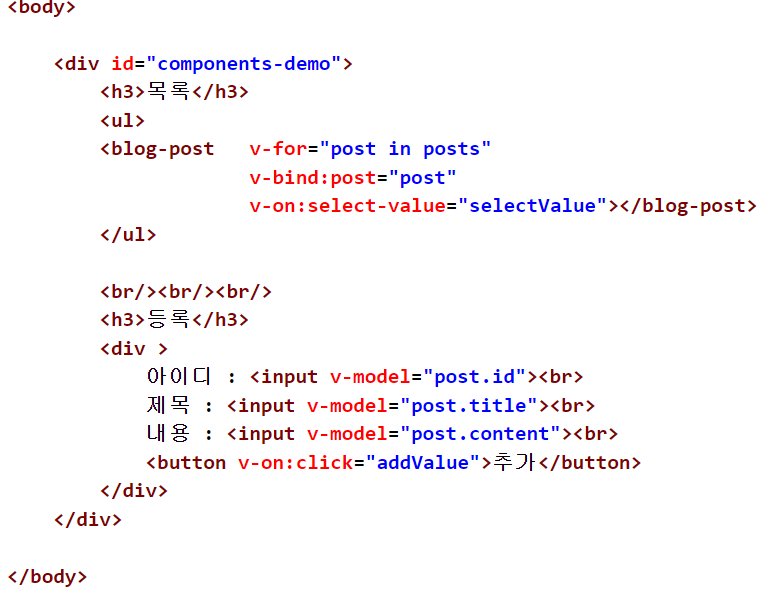 <body>
<div id="components-demo">
<h3>목록</h3>
<ul>
<blog-post v-for="post in posts"
v-bind:post="post"
v-on:select-value="selectValue"></blog-post>
</ul>
<br/><br/><br/>
<h3>등록</h3>
<div >
아이디 : <input v-model="post.id"><br>
제목 : <input v-model="post.title"><br>
내용 : <input v-model="post.content"><br>
<button v-on:click="addValue">추가</button>
</div>
</div>
</body>